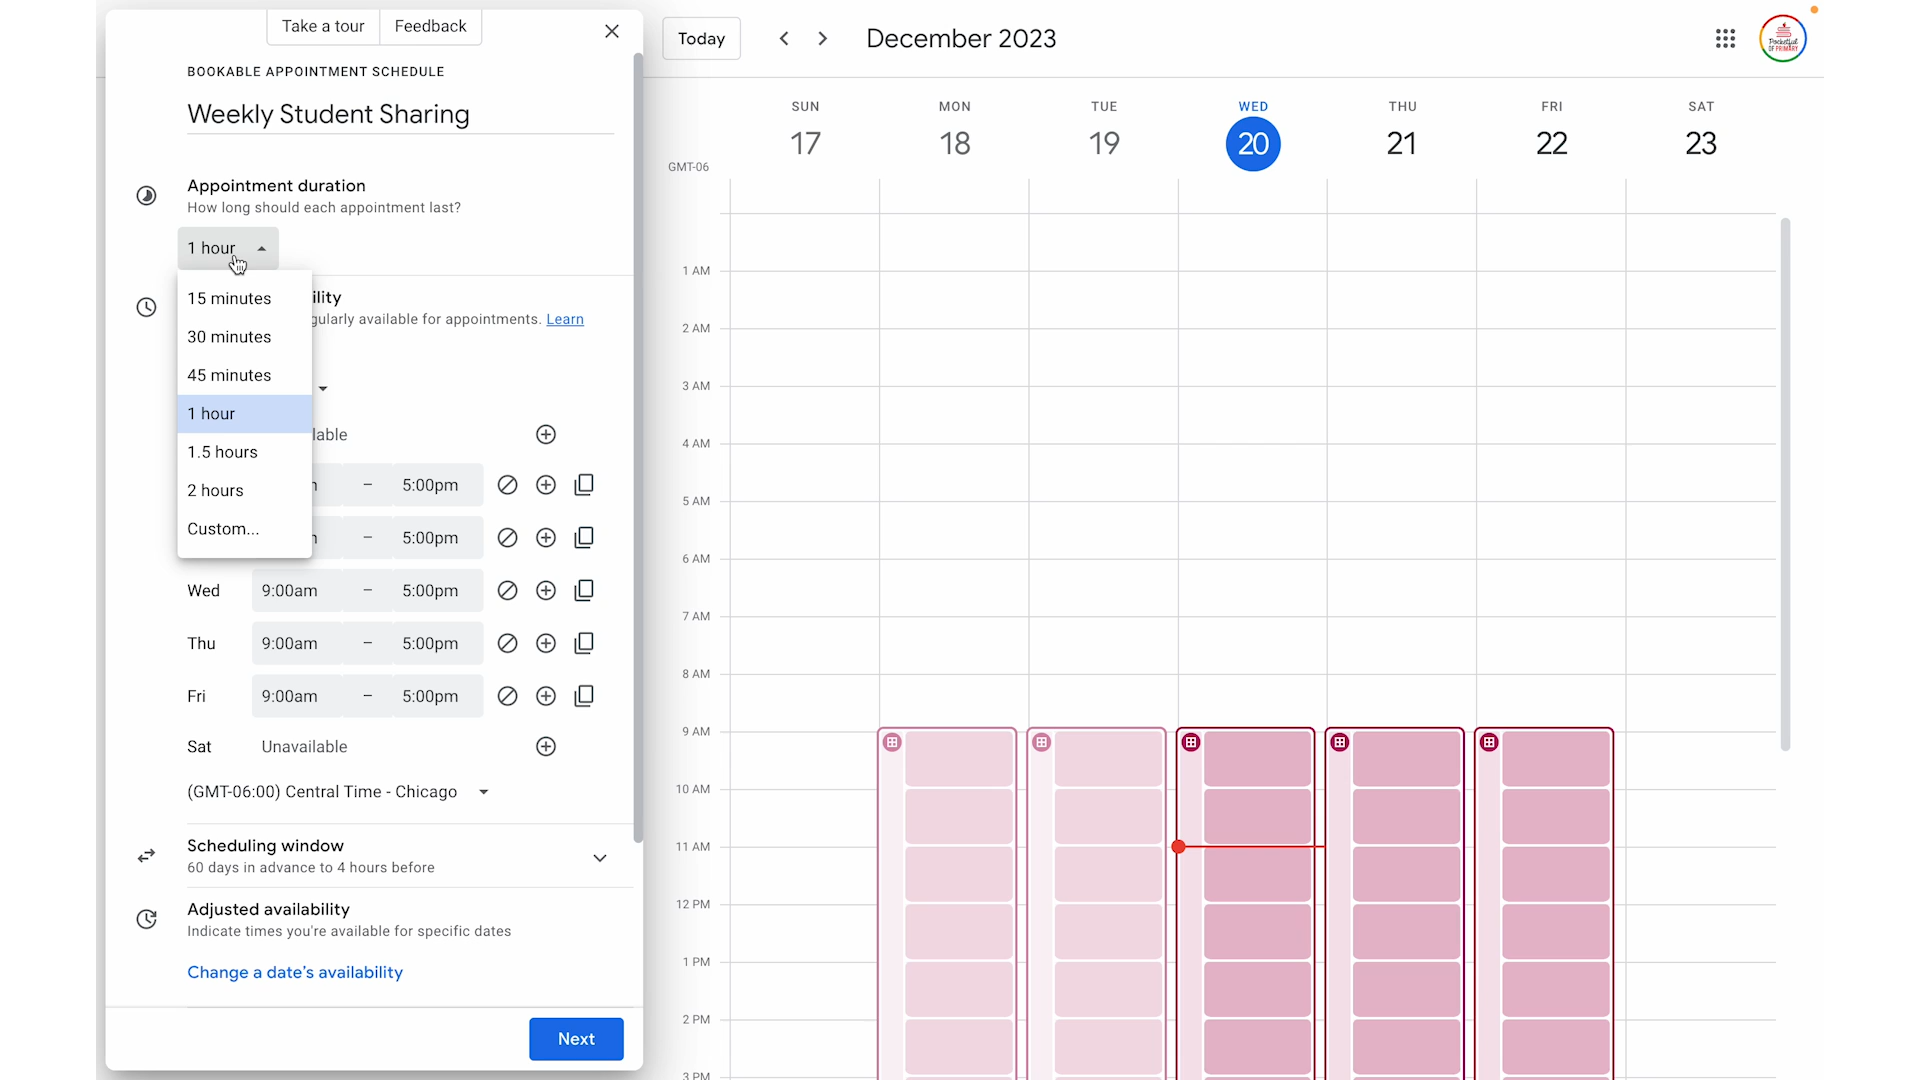 Take a tour
Feedback
BOOKABLE APPOINTMENT SCHEDULE
Weekly Student Sharing
Appointment duration
How long should each appointment last?
1 hour
15 minutes
30 minutes
45 minutes
1 hour
1.5 hours
2 hours
Custom...
ility
gularly available for appointments. Learn
lable
– 5:00pm
– 5:00pm
Wed 9:00am – 5:00pm
Thu 9:00am – 5:00pm
Fri 9:00am – 5:00pm
Sat Unavailable
(GMT-06:00) Central Time - Chicago
Scheduling window
60 days in advance to 4 hours before
Adjusted availability
Indicate times you're available for specific dates
Change a date's availability
Next
Today
December 2023
Pocketful
OF PRIMARY
SUN MON TUE WED THU FRI SAT
17 18 19 20 21 22 23
GMT-06
1 AM
2 AM
3 AM
4 AM
5 AM
6 AM
7 AM
8 AM
9 AM
10 AM
11 AM
12 PM
1 PM
2 PM
3 PM